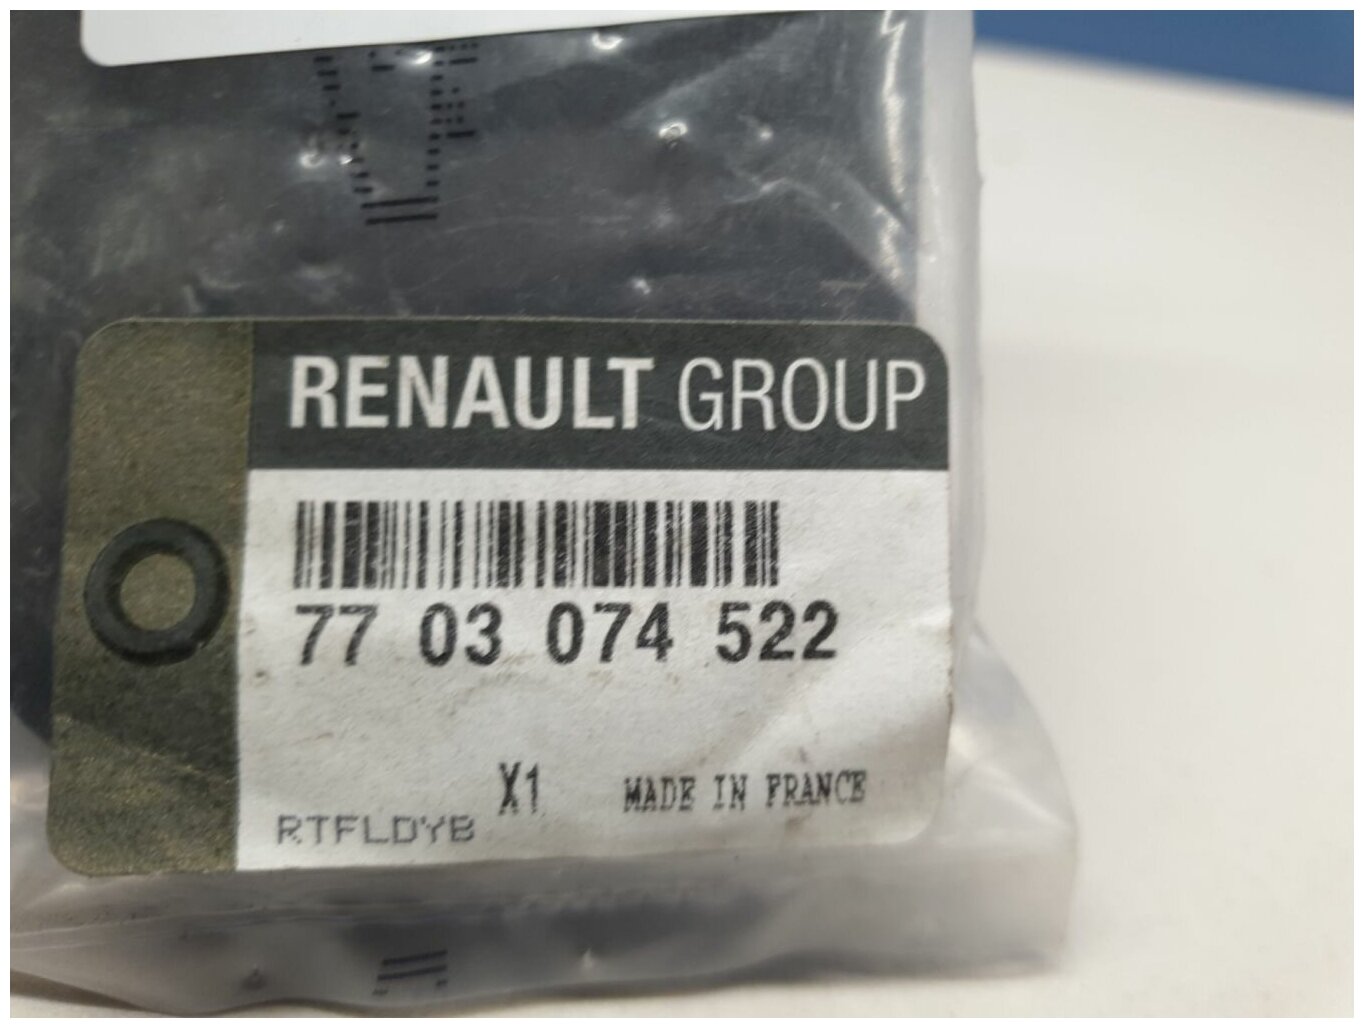 RENAULT GROUP
77 03 074 522
X1 MADE IN FRANCE
RTFLDYB